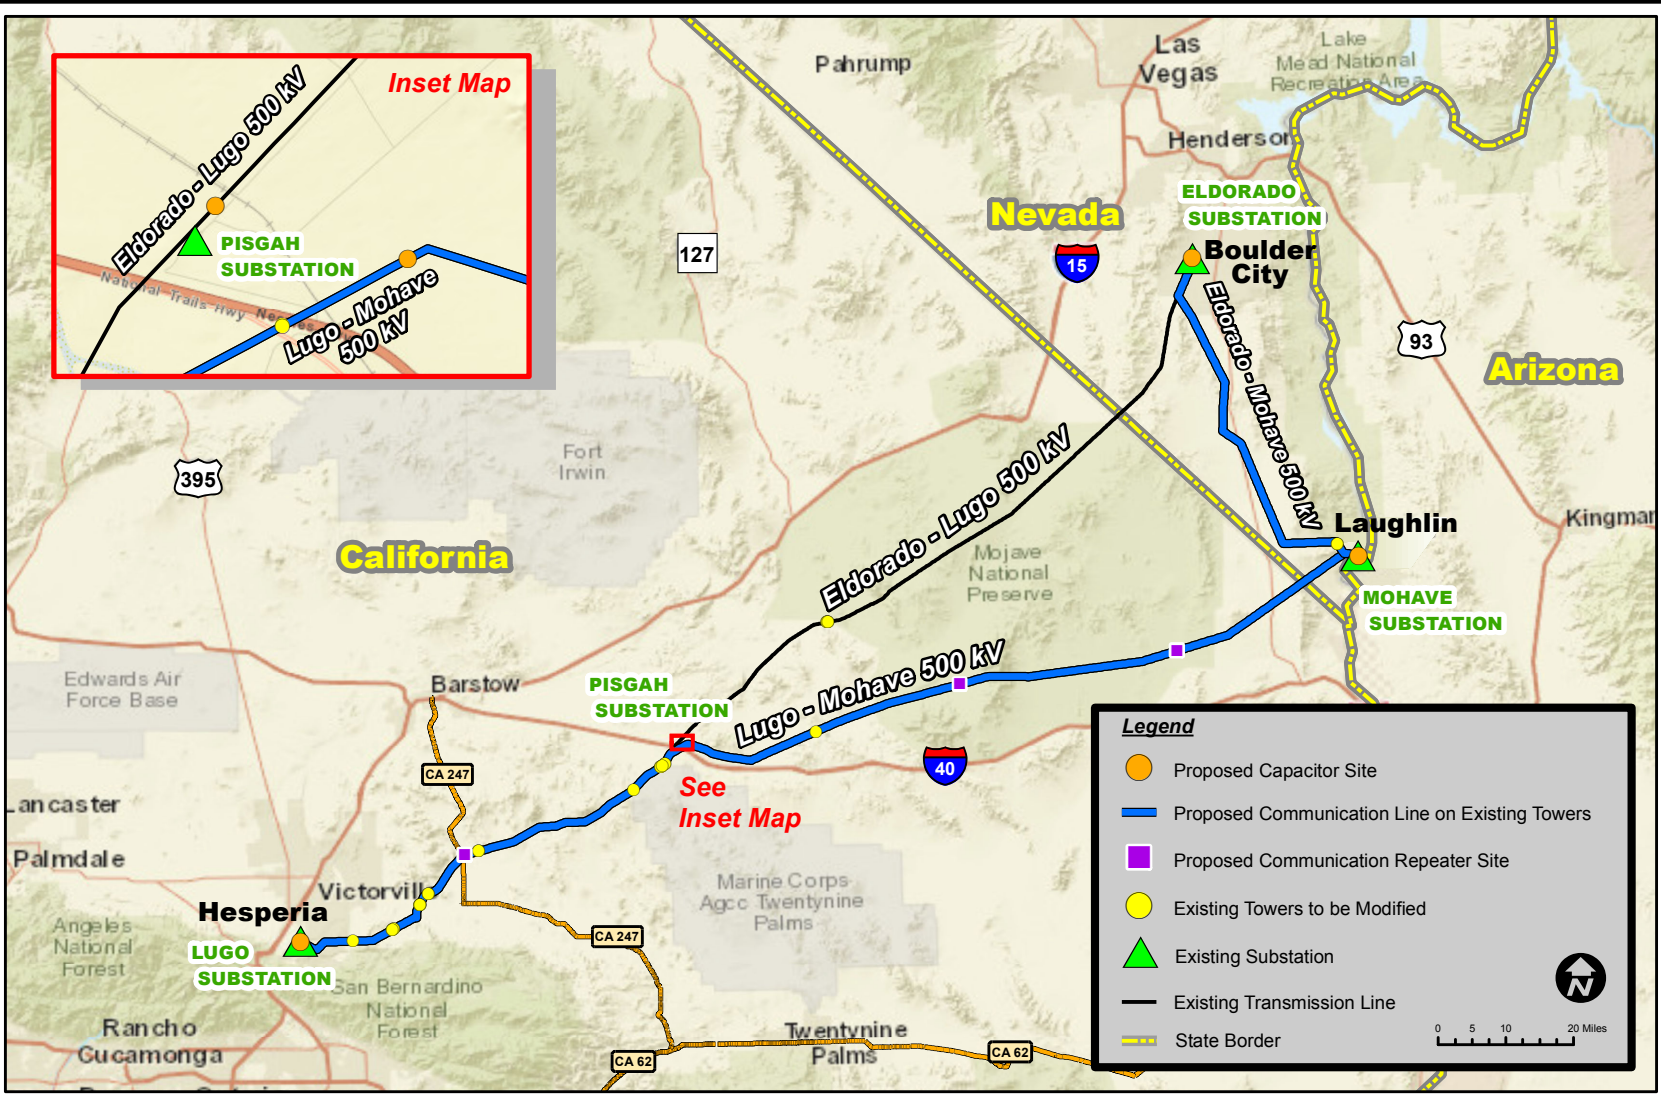 Inset Map
Eldorado - Lugo 500 kV
PISGAH
SUBSTATION
National Trails Hwy
Lugo - Mohave
500 kV
Pahrump
Las
Vegas
Lake
Mead National
Recreation Area
Henderson
ELDORADO
SUBSTATION
Nevada
Boulder
City
127
15
93
Arizona
Eldorado - Mohave 500 kV
395
Fort
Irwin
California
Eldorado - Lugo 500 kV
Mojave
National
Preserve
Laughlin
Kingman
MOHAVE
SUBSTATION
Edwards Air
Force Base
Barstow
PISGAH
SUBSTATION
Lugo - Mohave 500 kV
CA 247
40
See
Inset Map
Lancaster
Palmdale
Victorville
Hesperia
Marine Corps
Agcc Twentynine
Palms
Angeles
National
Forest
LUGO
SUBSTATION
CA 247
San Bernardino
National
Forest
Rancho
Cucamonga
Twentynine
Palms
CA 62
CA 62
Legend
Proposed Capacitor Site
Proposed Communication Line on Existing Towers
Proposed Communication Repeater Site
Existing Towers to be Modified
Existing Substation
Existing Transmission Line
State Border
N
0 5 10 20 Miles